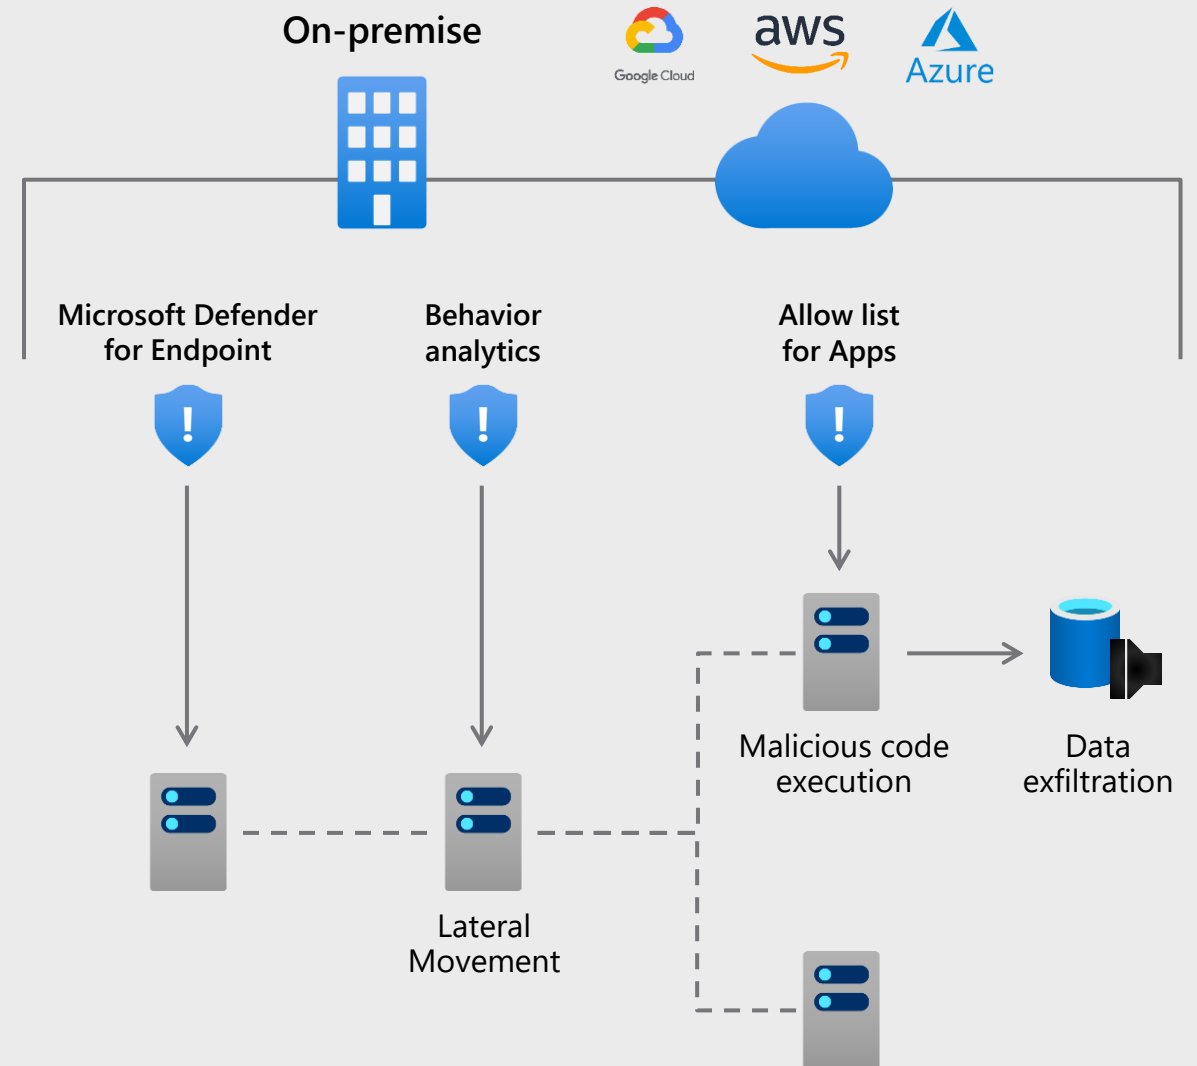 On-premise
Google Cloud
aws
Azure
Microsoft Defender
for Endpoint
Behavior
analytics
Allow list
for Apps
!
!
!
Malicious code
execution
Data
exfiltration
Lateral
Movement